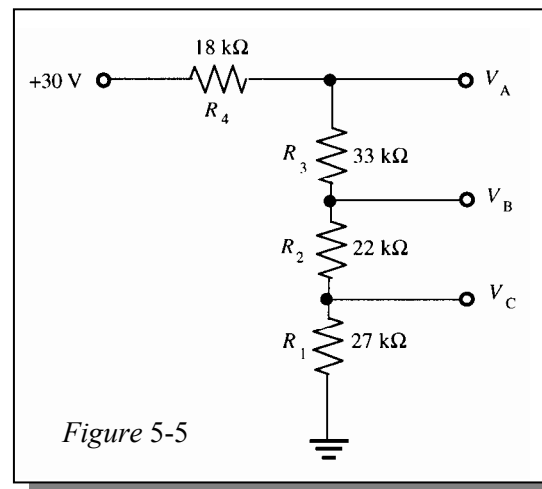 18 kΩ
+30 V
R4
VA
R3
33 kΩ
VB
R2
22 kΩ
VC
R1
27 kΩ
Figure 5-5